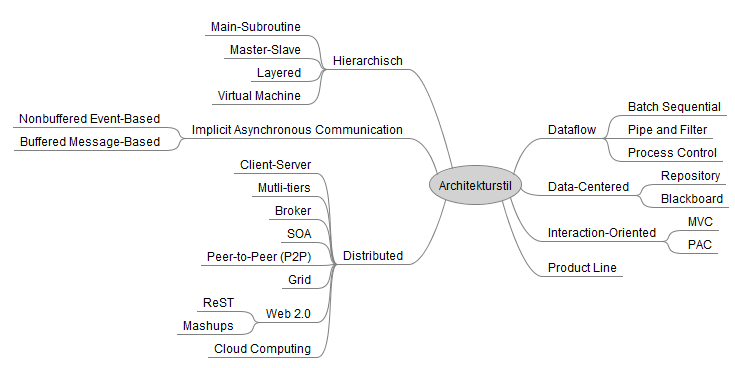 Architekturstil
Hierarchisch
Main-Subroutine
Master-Slave
Layered
Virtual Machine
Implicit Asynchronous Communication
Nonbuffered Event-Based
Buffered Message-Based
Distributed
Client-Server
Mutli-tiers
Broker
SOA
Peer-to-Peer (P2P)
Grid
Web 2.0
ReST
Mashups
Cloud Computing
Dataflow
Batch Sequential
Pipe and Filter
Process Control
Data-Centered
Repository
Blackboard
Interaction-Oriented
MVC
PAC
Product Line